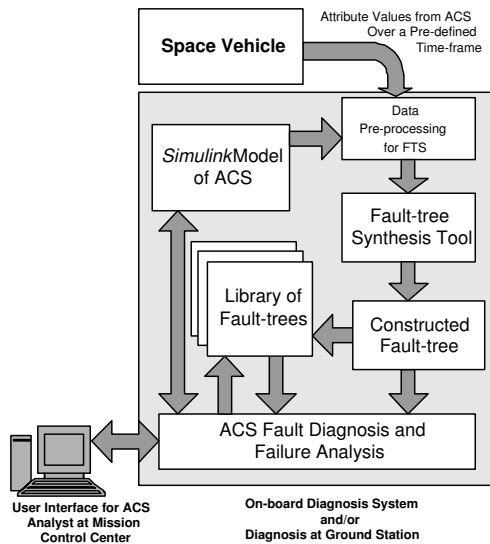 Space Vehicle
Attribute Values from ACS
Over a Pre-defined
Time-frame
Data
Pre-processing
for FTS
SimulinkModel
of ACS
Fault-tree
Synthesis Tool
Library of
Fault-trees
Constructed
Fault-tree
ACS Fault Diagnosis and
Failure Analysis
User Interface for ACS
Analyst at Mission
Control Center
On-board Diagnosis System
and/or
Diagnosis at Ground Station